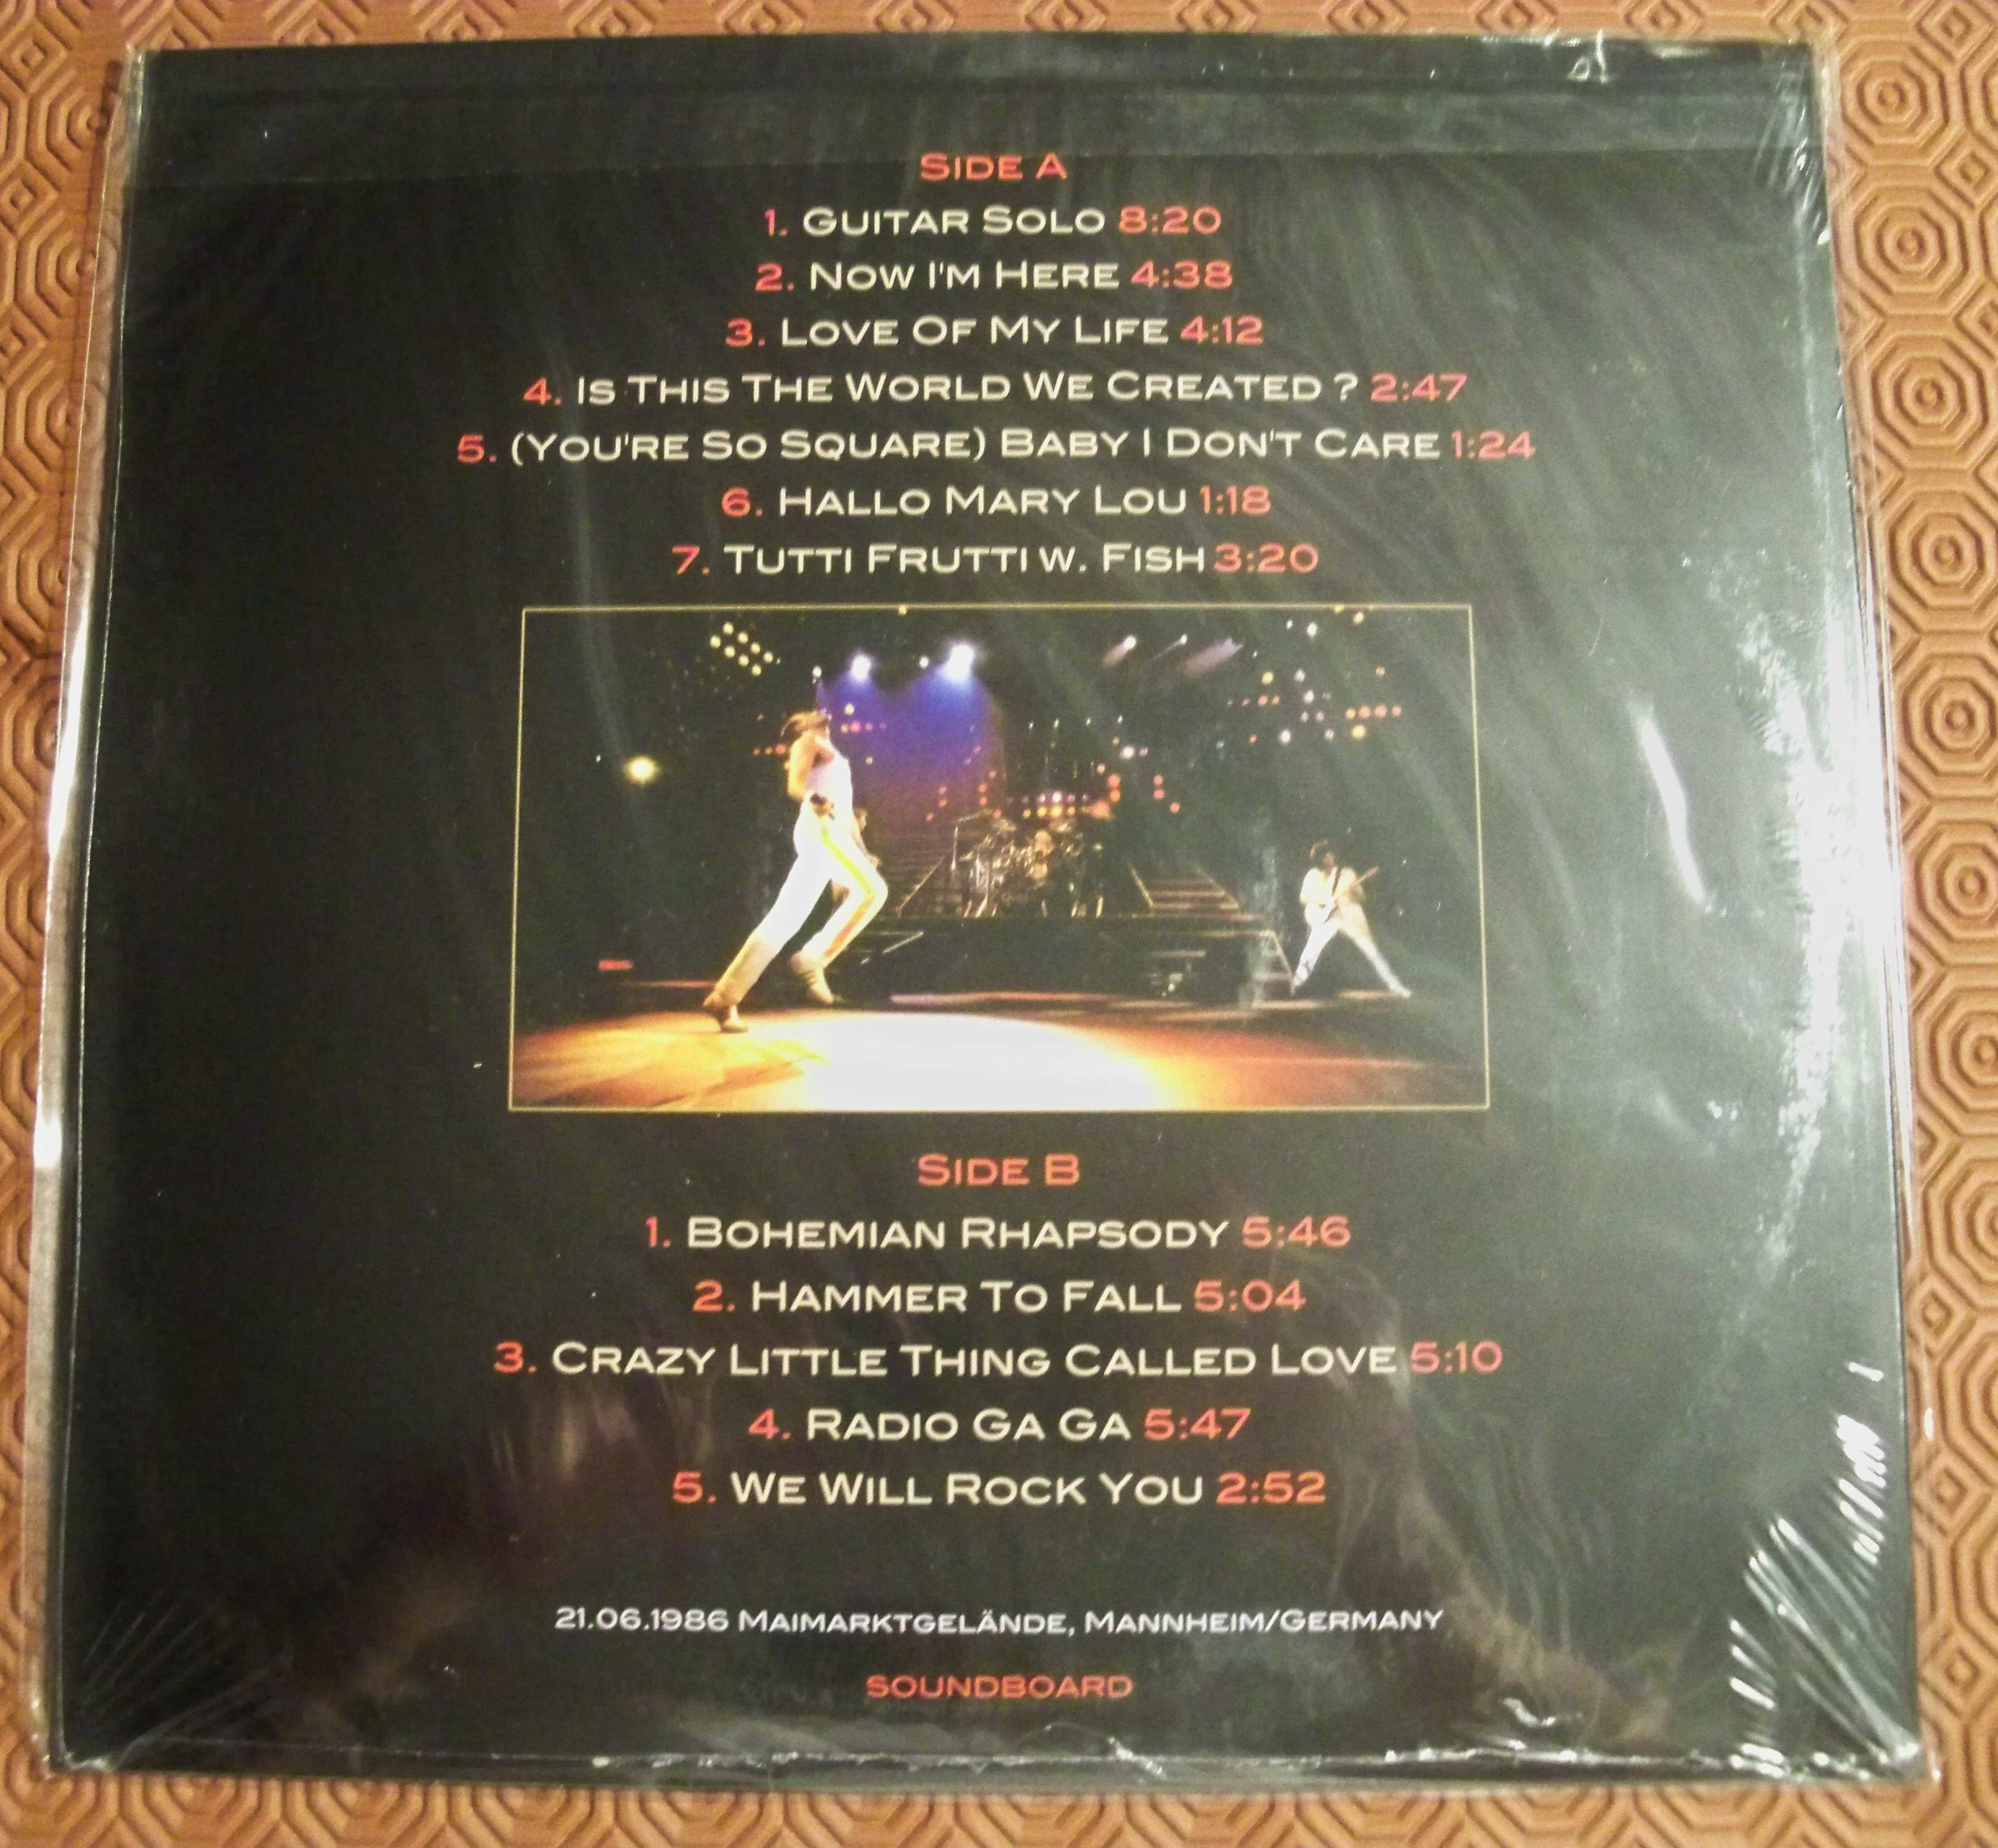 SIDE A
1. GUITAR SOLO 8:20
2. NOW I'M HERE 4:38
3. LOVE OF MY LIFE 4:12
4. IS THIS THE WORLD WE CREATED ? 2:47
5. (YOU'RE SO SQUARE) BABY I DON'T CARE 1:24
6. HALLO MARY LOU 1:18
7. TUTTI FRUTTI W. FISH 3:20
SIDE B
1. BOHEMIAN RHAPSODY 5:46
2. HAMMER TO FALL 5:04
3. CRAZY LITTLE THING CALLED LOVE 5:10
4. RADIO GA GA 5:47
5. WE WILL ROCK YOU 2:52
21.06.1986 MAIMARKTGELÄNDE, MANNHEIM/GERMANY
SOUNDBOARD